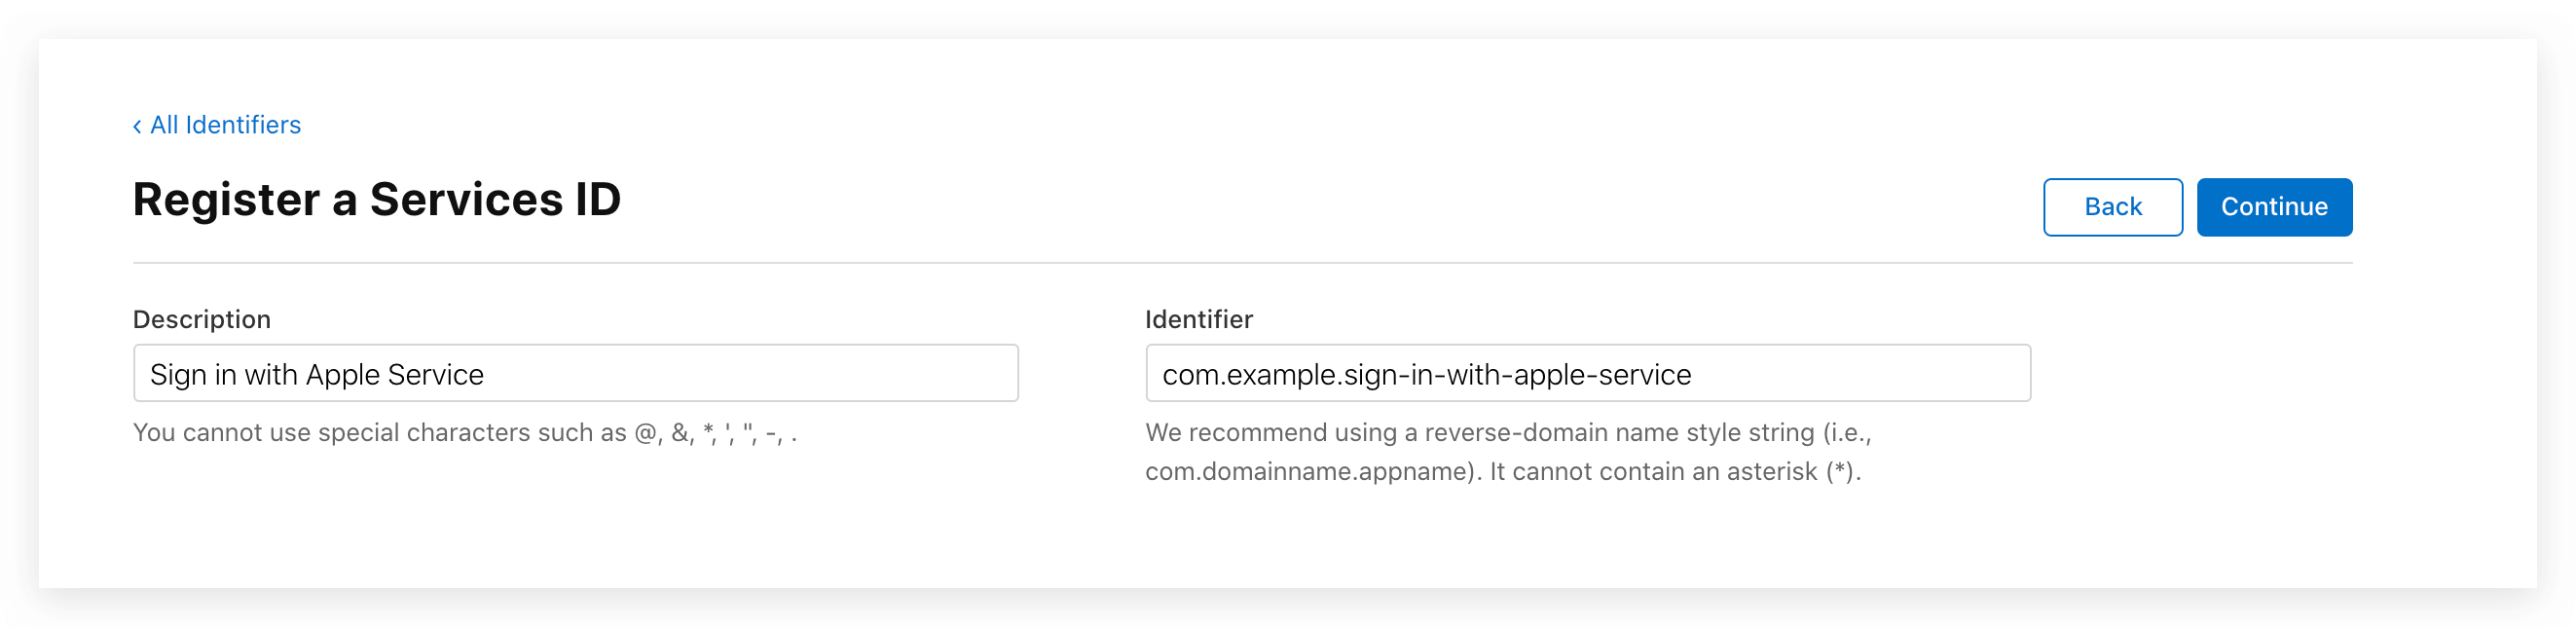 ‹ All Identifiers
Register a Services ID
Back
Continue
Description
Identifier
Sign in with Apple Service
com.example.sign-in-with-apple-service
You cannot use special characters such as @, &, *, ', ", -, .
We recommend using a reverse-domain name style string (i.e.,
com.domainname.appname). It cannot contain an asterisk (*).